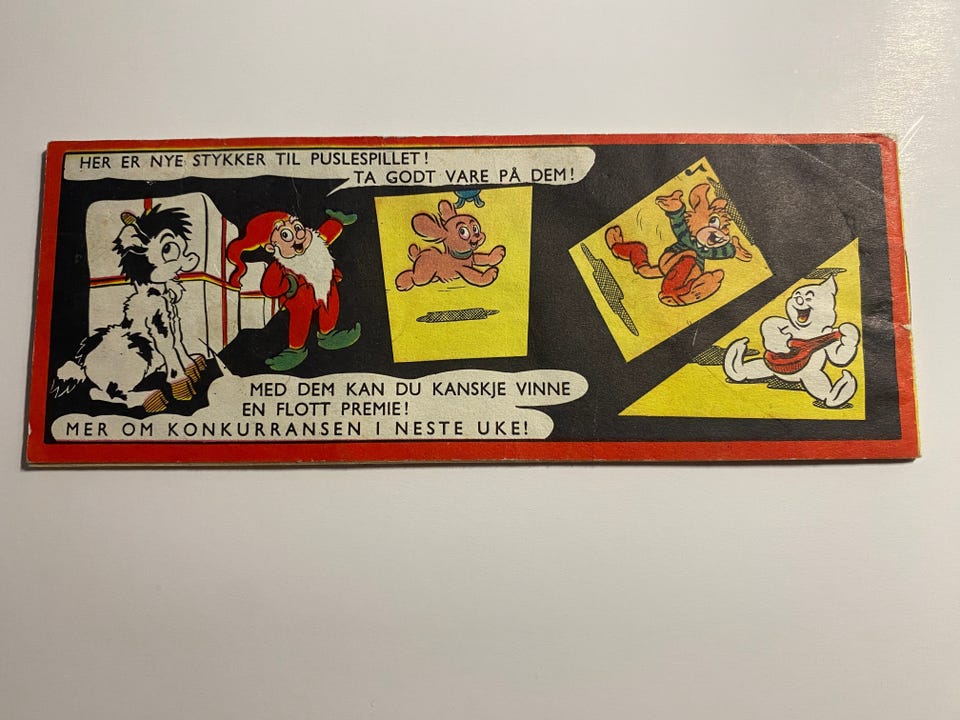 HER ER NYE STYKKER TIL PUSLESPILLET!
TA GODT VARE PÅ DEM!
MED DEM KAN DU KANSKJE VINNE
EN FLOTT PREMIE!
MER OM KONKURRANSEN I NESTE UKE!